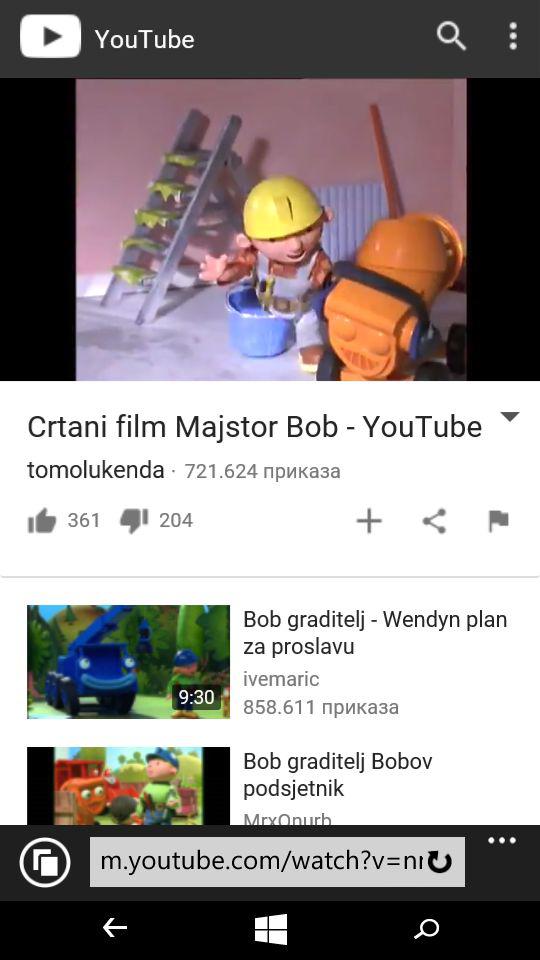 YouTube
Crtani film Majstor Bob - YouTube
tomolukenda · 721.624 приказа
361 204
Bob graditelj - Wendyn plan
za proslavu
ivemaric
9:30
858.611 приказа
Bob graditelj Bobov
podsjetnik
MrxOnurb
m.youtube.com/watch?v=nr